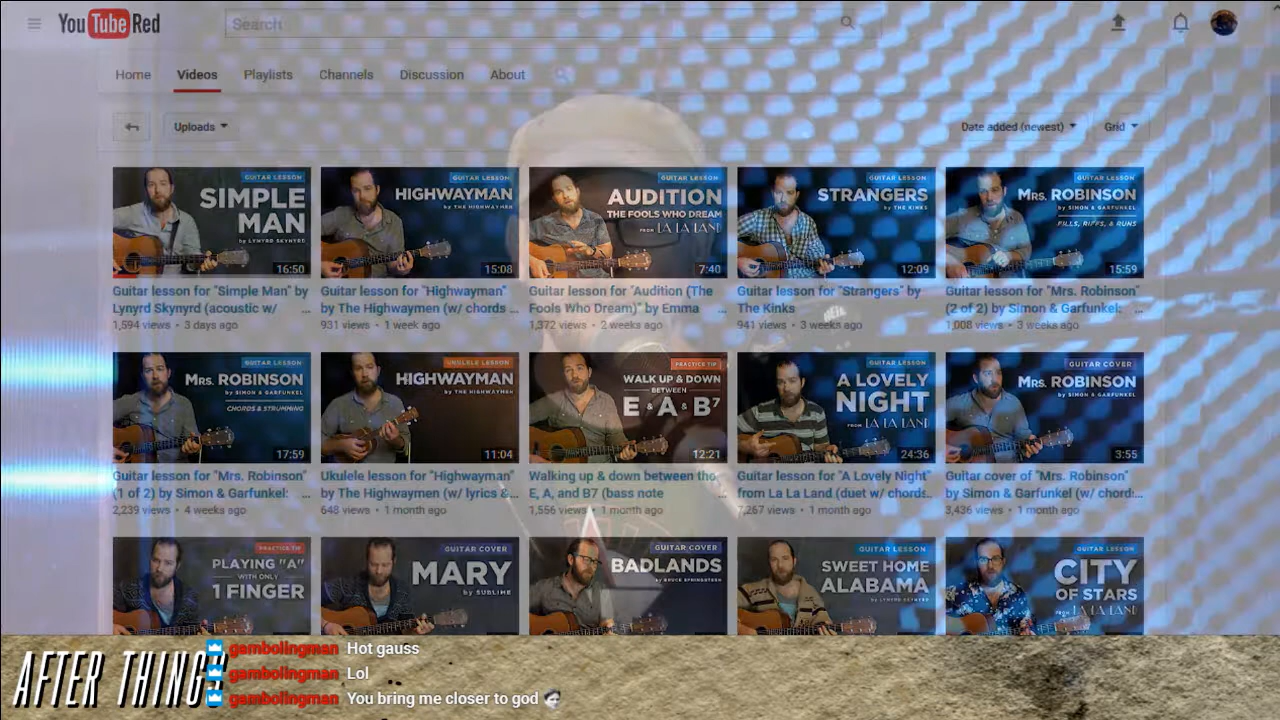 YouTube Red
Search
Home Videos Playlists Channels Discussion About
Uploads
Date added (newest) Grid
GUITAR LESSON
SIMPLE
MAN
by LYNYRD SKYNYRD
16:50
Guitar lesson for "Simple Man" by
Lynyrd Skynyrd (acoustic w/ ...
1,594 views • 3 days ago
GUITAR LESSON
HIGHWAYMAN
by THE HIGHWAYMEN
15:08
Guitar lesson for "Highwayman"
by The Highwaymen (w/ chords ...
931 views • 1 week ago
GUITAR LESSON
AUDITION
THE FOOLS WHO DREAM
FROM LA LA LAND
7:40
Guitar lesson for "Audition (The
Fools Who Dream)" by Emma ...
1,372 views • 2 weeks ago
GUITAR LESSON
STRANGERS
by THE KINKS
12:09
Guitar lesson for "Strangers" by
The Kinks
941 views • 3 weeks ago
GUITAR LESSON
MRS. ROBINSON
by SIMON & GARFUNKEL
FILLS, RIFFS, & RUNS
15:59
Guitar lesson for "Mrs. Robinson"
(2 of 2) by Simon & Garfunkel: ...
1,008 views • 3 weeks ago
GUITAR LESSON
MRS. ROBINSON
by SIMON & GARFUNKEL
CHORDS & STRUMMING
17:59
Guitar lesson for "Mrs. Robinson"
(1 of 2) by Simon & Garfunkel: ...
2,239 views • 4 weeks ago
UKULELE LESSON
HIGHWAYMAN
by THE HIGHWAYMEN
11:04
Ukulele lesson for "Highwayman"
by The Highwaymen (w/ lyrics &...
648 views • 1 month ago
PRACTICE TIP
WALK UP & DOWN
BETWEEN
E & A & B7
12:21
Walking up & down between the
E, A, and B7 (bass note
1,556 views • 1 month ago
GUITAR LESSON
A LOVELY
NIGHT
FROM LA LA LAND
24:36
Guitar lesson for "A Lovely Night"
from La La Land (duet w/ chords...
7,267 views • 1 month ago
GUITAR COVER
MRS. ROBINSON
by SIMON & GARFUNKEL
3:55
Guitar cover of "Mrs. Robinson"
by Simon & Garfunkel (w/ chord:...
3,436 views • 1 month ago
PRACTICE TIP
PLAYING "A"
WITH ONLY
1 FINGER
GUITAR COVER
MARY
by SUBLIME
GUITAR COVER
BADLANDS
by BRUCE SPRINGSTEEN
GUITAR LESSON
SWEET HOME
ALABAMA
by LYNYRD SKYNYRD
GUITAR LESSON
CITY
OF STARS
FROM LA LA LAND
AFTER THINGS
gambolingman Hot gauss
gambolingman Lol
gambolingman You bring me closer to god